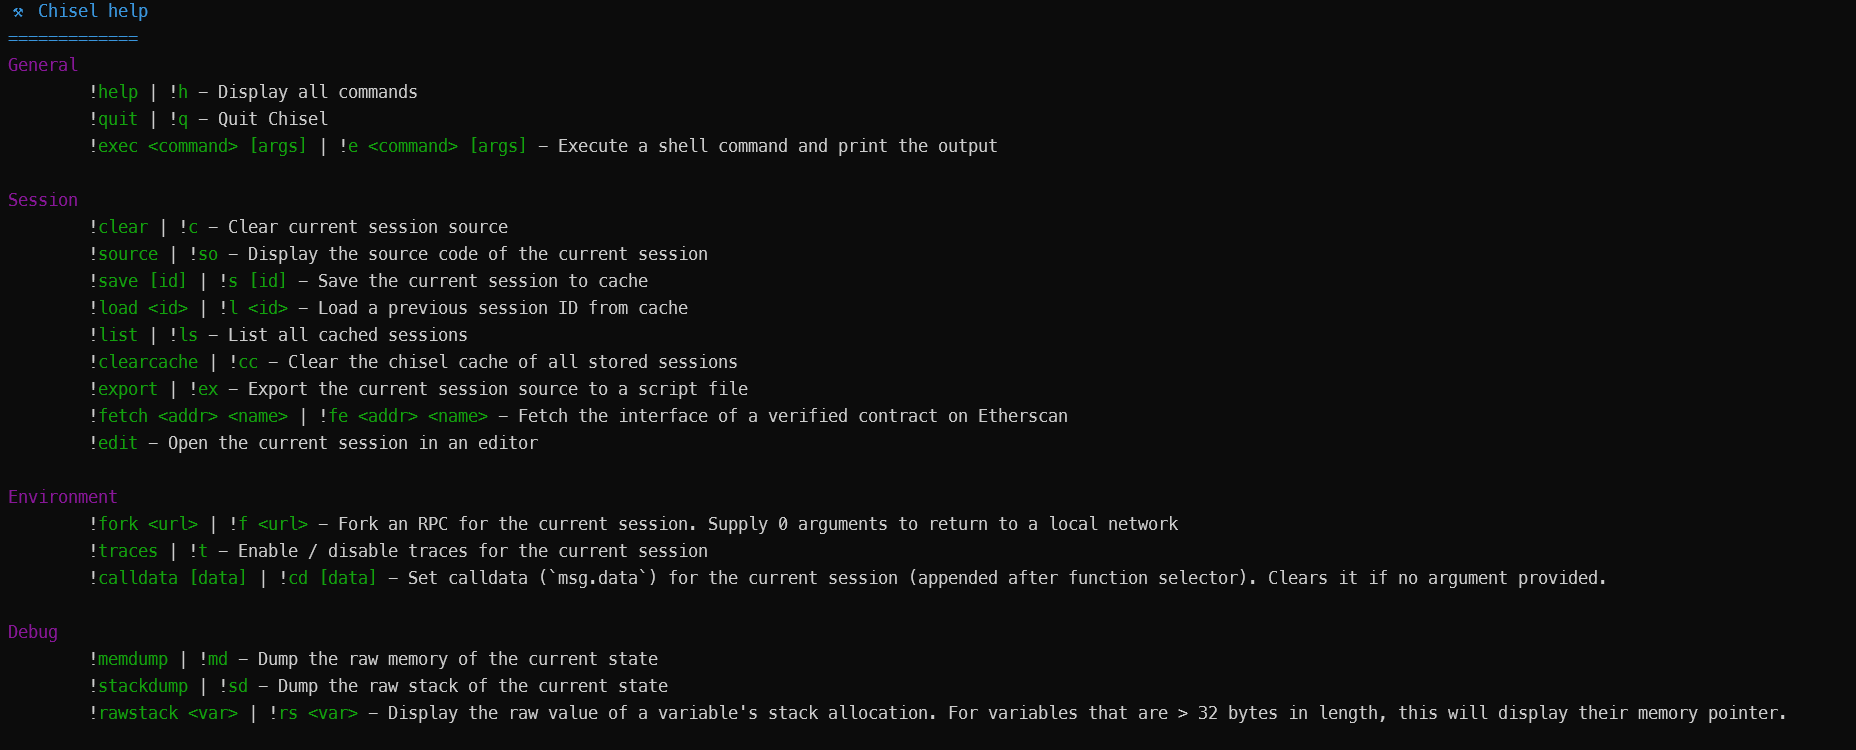 ⚒ Chisel help
=============
General
!help | !h - Display all commands
!quit | !q - Quit Chisel
!exec <command> [args] | !e <command> [args] - Execute a shell command and print the output
Session
!clear | !c - Clear current session source
!source | !so - Display the source code of the current session
!save [id] | !s [id] - Save the current session to cache
!load <id> | !l <id> - Load a previous session ID from cache
!list | !ls - List all cached sessions
!clearcache | !cc - Clear the chisel cache of all stored sessions
!export | !ex - Export the current session source to a script file
!fetch <addr> <name> | !fe <addr> <name> - Fetch the interface of a verified contract on Etherscan
!edit - Open the current session in an editor
Environment
!fork <url> | !f <url> - Fork an RPC for the current session. Supply 0 arguments to return to a local network
!traces | !t - Enable / disable traces for the current session
!calldata [data] | !cd [data] - Set calldata (`msg.data`) for the current session (appended after function selector). Clears it if no argument provided.
Debug
!memdump | !md - Dump the raw memory of the current state
!stackdump | !sd - Dump the raw stack of the current state
!rawstack <var> | !rs <var> - Display the raw value of a variable's stack allocation. For variables that are > 32 bytes in length, this will display their memory pointer.